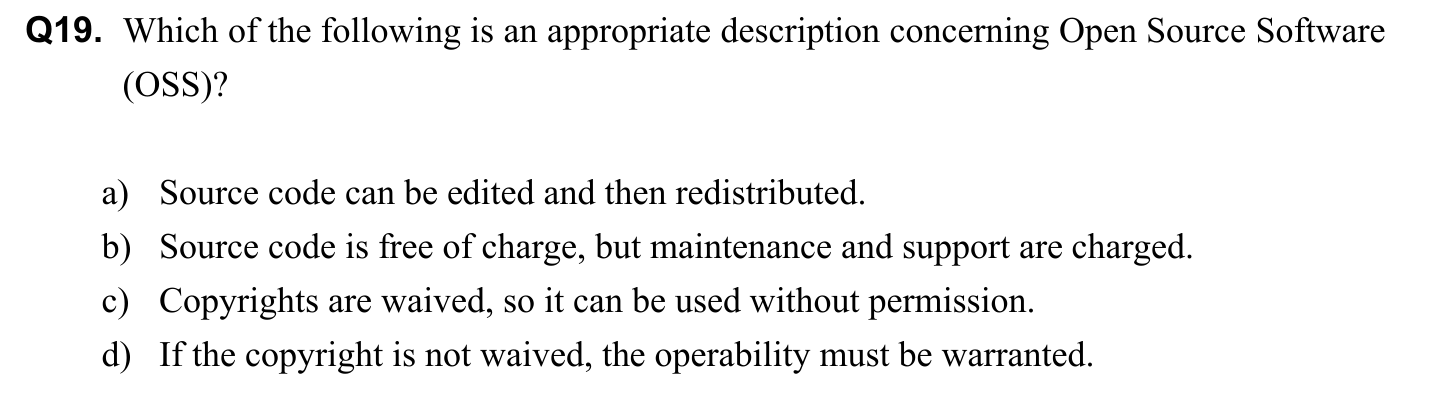 Q19. Which of the following is an appropriate description concerning Open Source Software
(OSS)?
a) Source code can be edited and then redistributed.
b) Source code is free of charge, but maintenance and support are charged.
c) Copyrights are waived, so it can be used without permission.
d) If the copyright is not waived, the operability must be warranted.